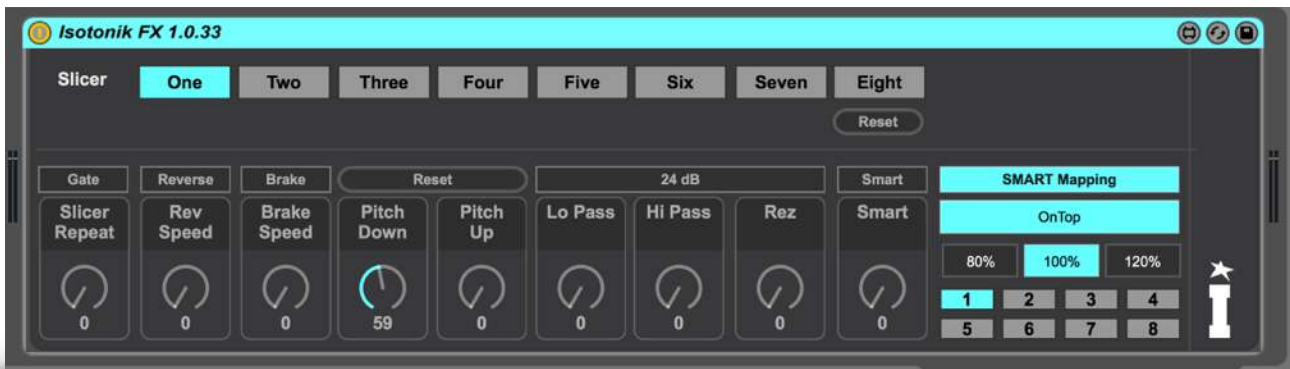 Isotonik FX 1.0.33
Slicer One Two Three Four Five Six Seven Eight
Reset
Gate Reverse Brake Reset 24 dB Smart SMART Mapping
Slicer Repeat Rev Speed Brake Speed Pitch Down Pitch Up Lo Pass Hi Pass Rez Smart OnTop
80% 100% 120%
0 0 0 59 0 0 0 0 0
1 2 3 4
5 6 7 8
I